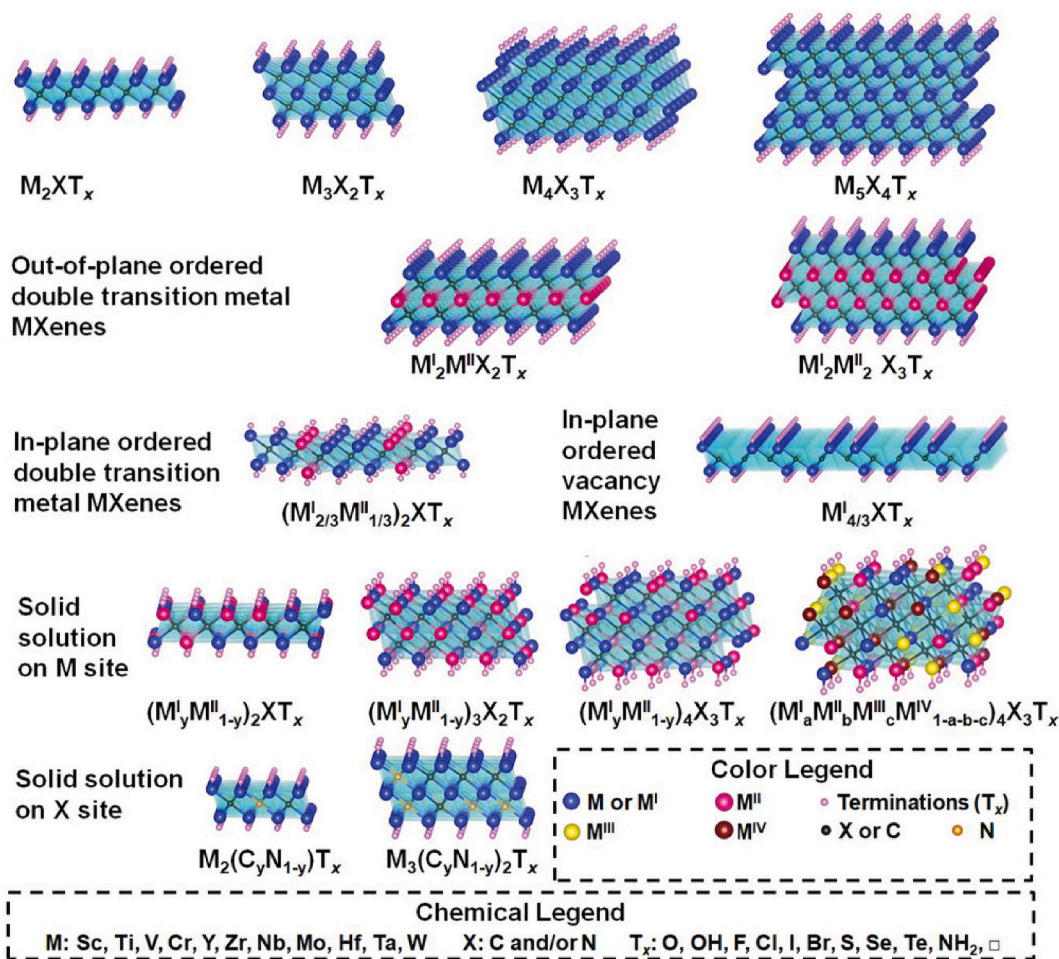 M₂XTₓ
M₃X₂Tₓ
M₄X₃Tₓ
M₅X₄Tₓ
Out-of-plane ordered
double transition metal
MXenes
Mᴵ₂MᴵᴵX₂Tₓ
Mᴵ₂Mᴵᴵ₂ X₃Tₓ
In-plane ordered
double transition
metal MXenes
(Mᴵ₂/₃Mᴵᴵ₁/₃)₂XTₓ
In-plane
ordered
vacancy
MXenes
Mᴵ₄/₃XTₓ
Solid
solution
on M site
(MᴵyMᴵᴵ₁₋y)₂XTₓ
(MᴵyMᴵᴵ₁₋y)₃X₂Tₓ
(MᴵyMᴵᴵ₁₋y)₄X₃Tₓ
(MᴵₐMᴵᴵbMᴵᴵᴵcMᴵⱽ₁₋ₐ₋b₋c)₄X₃Tₓ
Solid solution
on X site
M₂(CyN₁₋y)Tₓ
M₃(CyN₁₋y)₂Tₓ
Color Legend
M or Mᴵ
Mᴵᴵ
Terminations (Tₓ)
Mᴵᴵᴵ
Mᴵⱽ
X or C
N
Chemical Legend
M: Sc, Ti, V, Cr, Y, Zr, Nb, Mo, Hf, Ta, W X: C and/or N Tₓ: O, OH, F, Cl, I, Br, S, Se, Te, NH₂, □